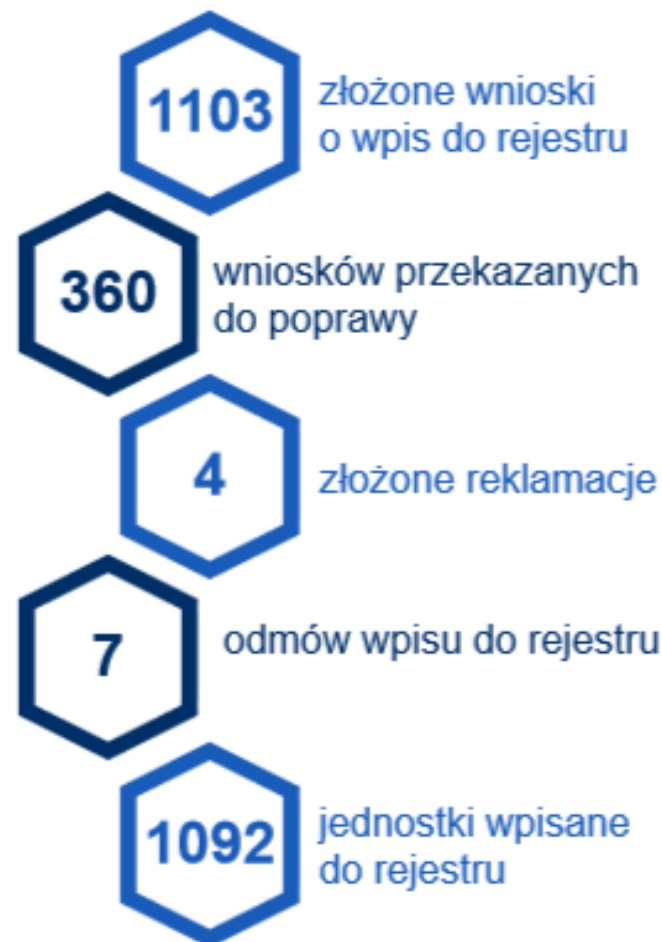 1103
złożone wnioski
o wpis do rejestru
360
wniosków przekazanych
do poprawy
4
złożone reklamacje
7
odmów wpisu do rejestru
1092
jednostki wpisane
do rejestru